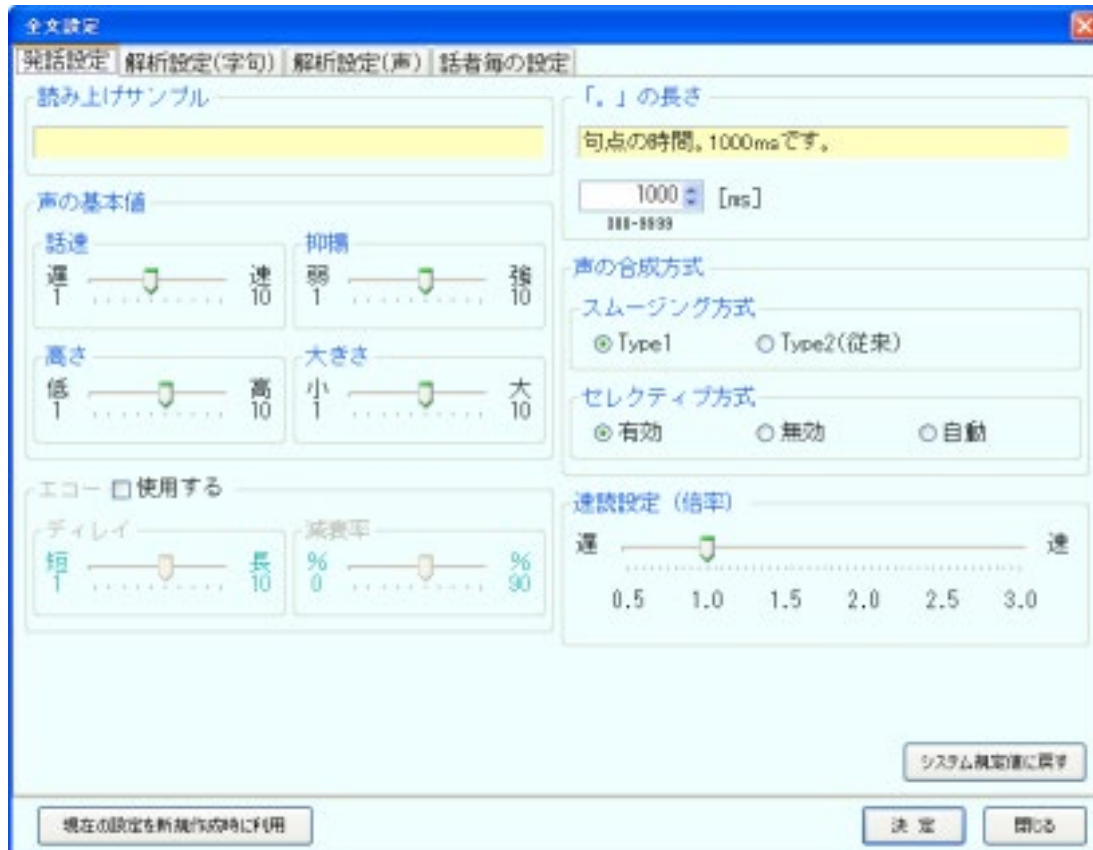 全文設定
発話設定 解析設定(字句) 解析設定(声) 話者毎の設定
読み上げサンプル
声の基本値
話速
遅 速
1 10
抑揚
弱 強
1 10
高さ
低 高
1 10
大きさ
小 大
1 10
エコー 使用する
ディレイ
短 長
1 10
減衰率
% %
0 90
「。」の長さ
句点の時間。1000msです。
1000 [ms]
声の合成方式
スムージング方式
Type1 Type2(従来)
セレクティブ方式
有効 無効 自動
速読設定（倍率）
遅 速
0.5 1.0 1.5 2.0 2.5 3.0
システム規定値に戻す
現在の設定を新規作成時に利用 決 定 閉じる